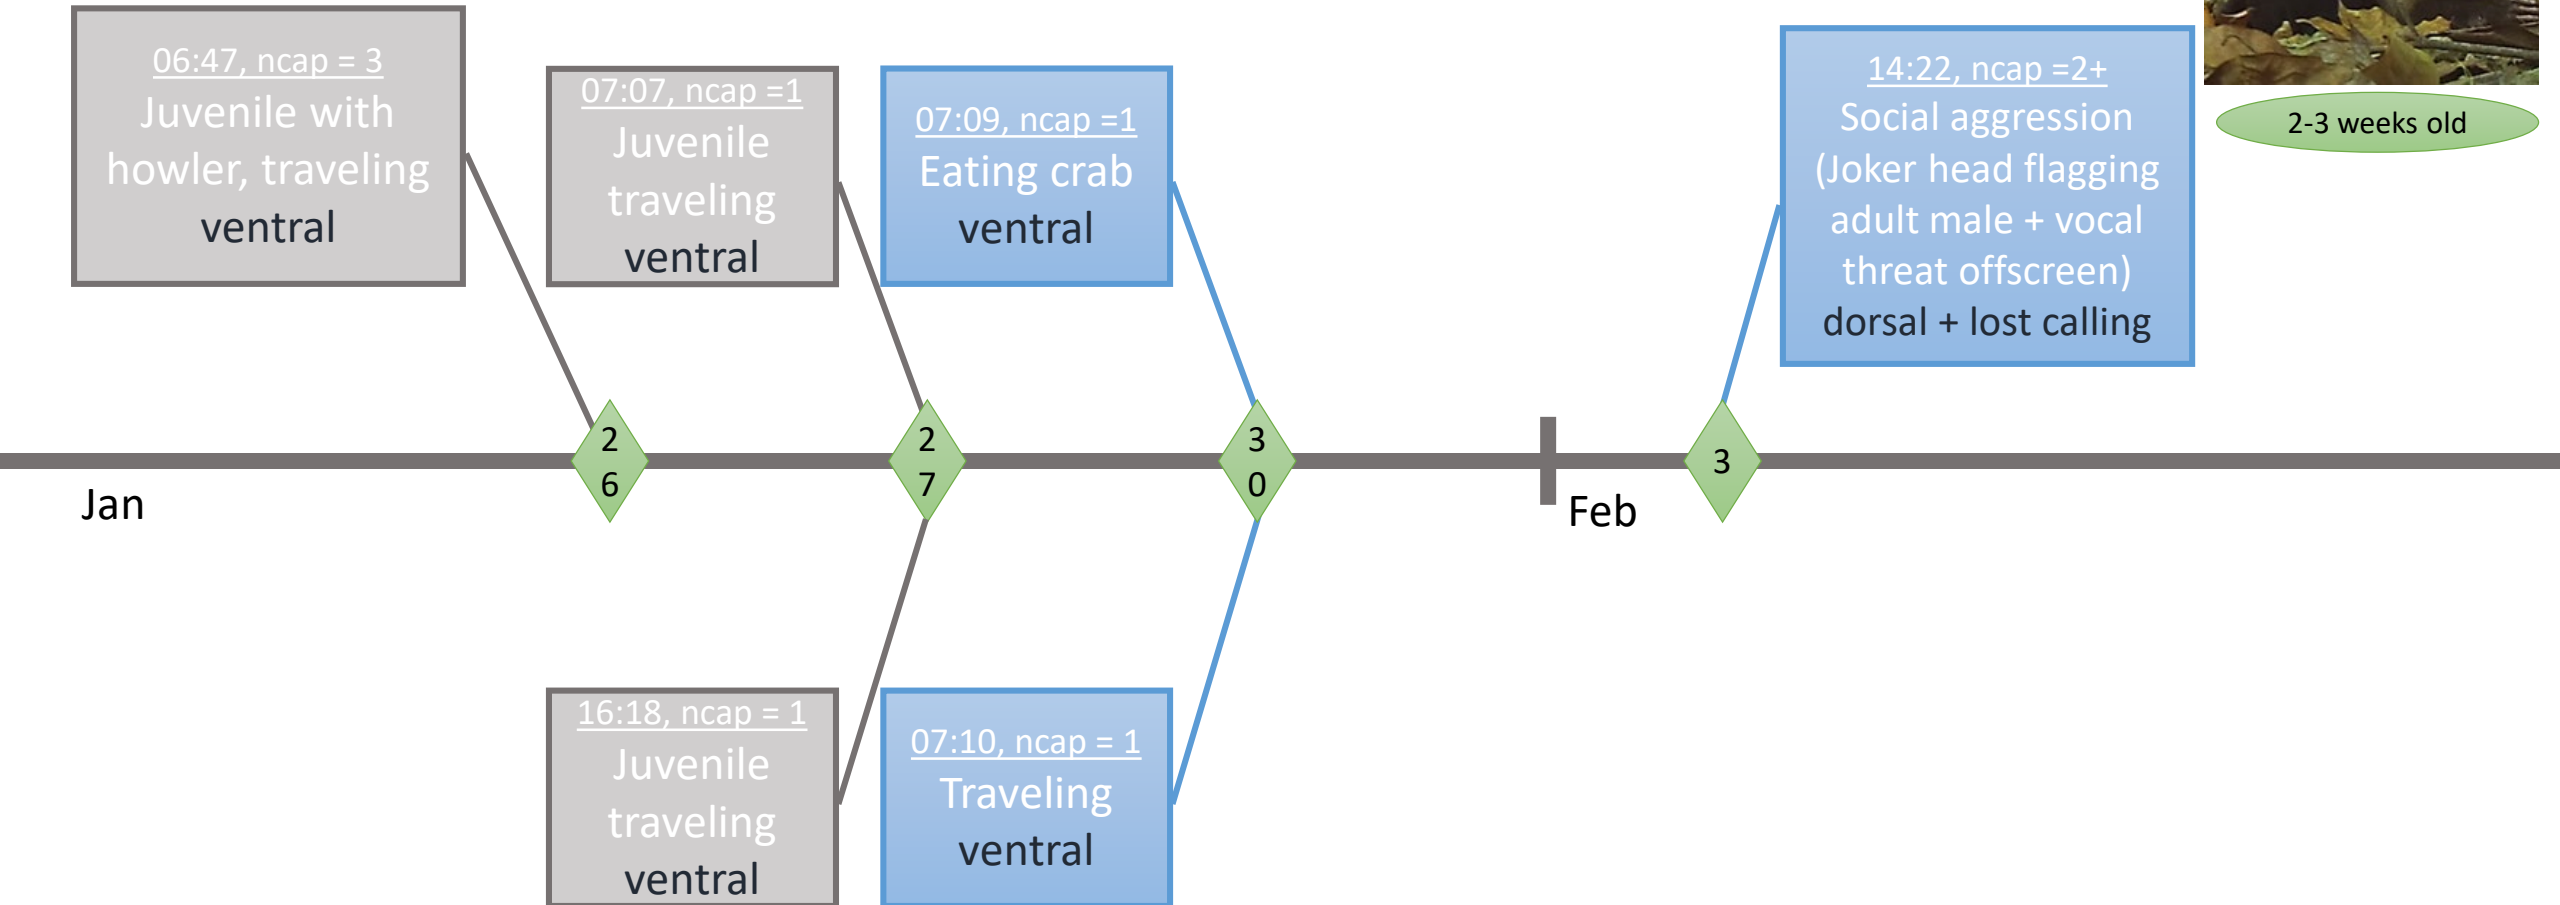 06:47, ncap = 3
Juvenile with
howler, traveling
ventral
07:07, ncap =1
Juvenile
traveling
ventral
07:09, ncap =1
Eating crab
ventral
14:22, ncap =2+
Social aggression
(Joker head flagging
adult male + vocal
threat offscreen)
dorsal + lost calling
2-3 weeks old
2
6
2
7
3
0
3
Jan
Feb
16:18, ncap = 1
Juvenile
traveling
ventral
07:10, ncap = 1
Traveling
ventral